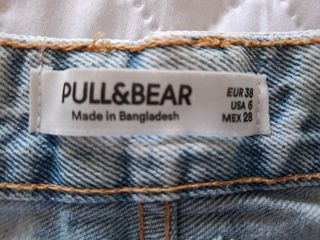 PULL&BEAR
Made in Bangladesh
EUR 38
USA 6
MEX 28